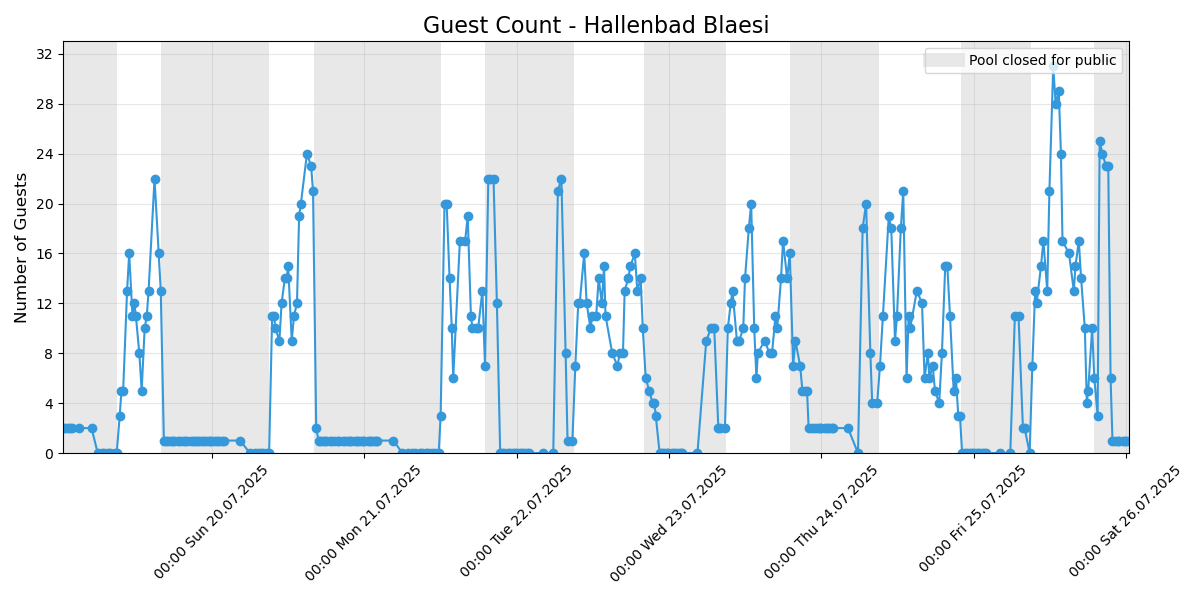 Guest Count - Hallenbad Blaesi
Pool closed for public
Number of Guests
32
28
24
20
16
12
8
4
0
00:00 Sun 20.07.2025
00:00 Mon 21.07.2025
00:00 Tue 22.07.2025
00:00 Wed 23.07.2025
00:00 Thu 24.07.2025
00:00 Fri 25.07.2025
00:00 Sat 26.07.2025